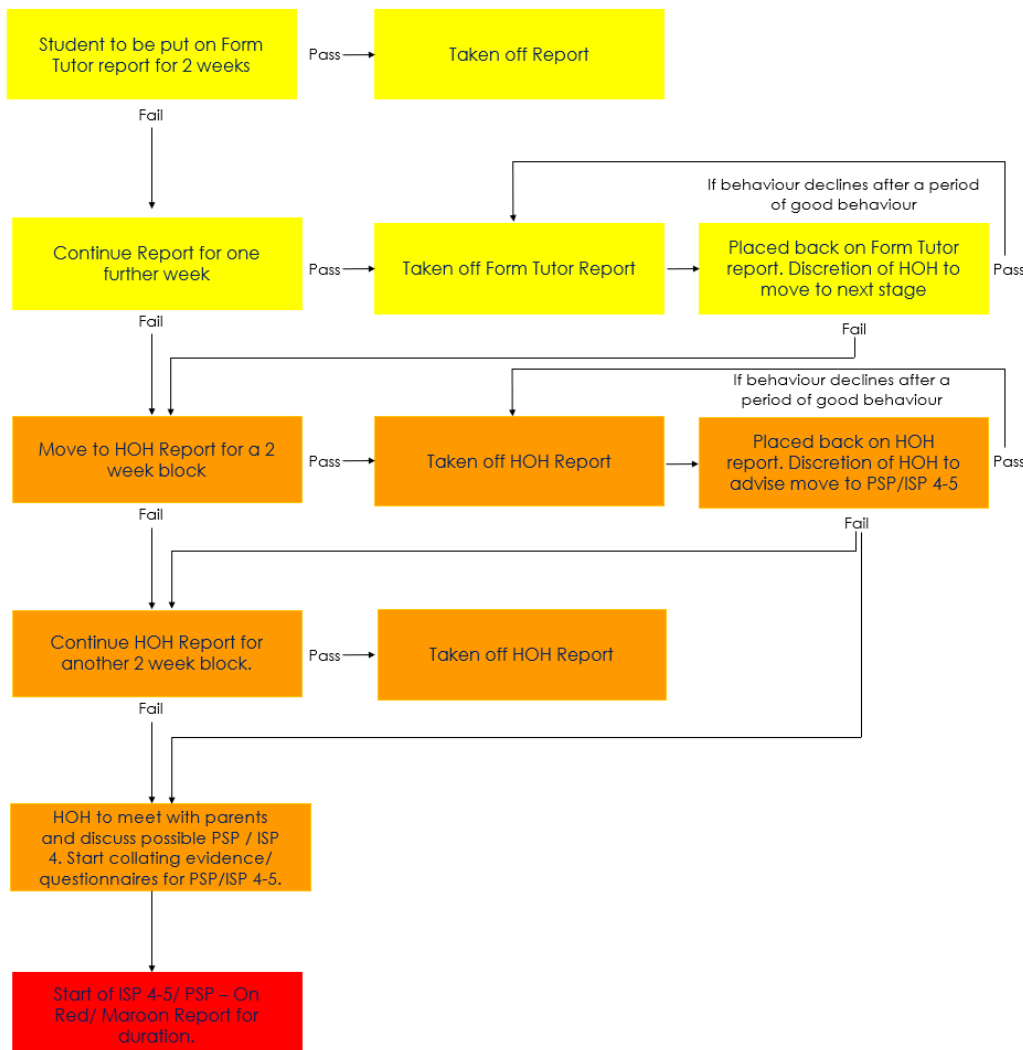 Student to be put on Form
Tutor report for 2 weeks
Pass
Taken off Report
Fail
If behaviour declines after a period
of good behaviour
Continue Report for one
further week
Pass
Taken off Form Tutor Report
Placed back on Form Tutor
report. Discretion of HOH to
move to next stage
Pass
Fail
Fail
If behaviour declines after a
period of good behaviour
Move to HOH Report for a 2
week block
Pass
Taken off HOH Report
Placed back on HOH
report. Discretion of HOH to
advise move to PSP/ISP 4-5
Pass
Fail
Fail
Continue HOH Report for
another 2 week block.
Pass
Taken off HOH Report
Fail
HOH to meet with parents
and discuss possible PSP / ISP
4. Start collating evidence/
questionnaires for PSP/ISP 4-5.
Start of ISP 4-5/ PSP – On
Red/ Maroon Report for
duration.